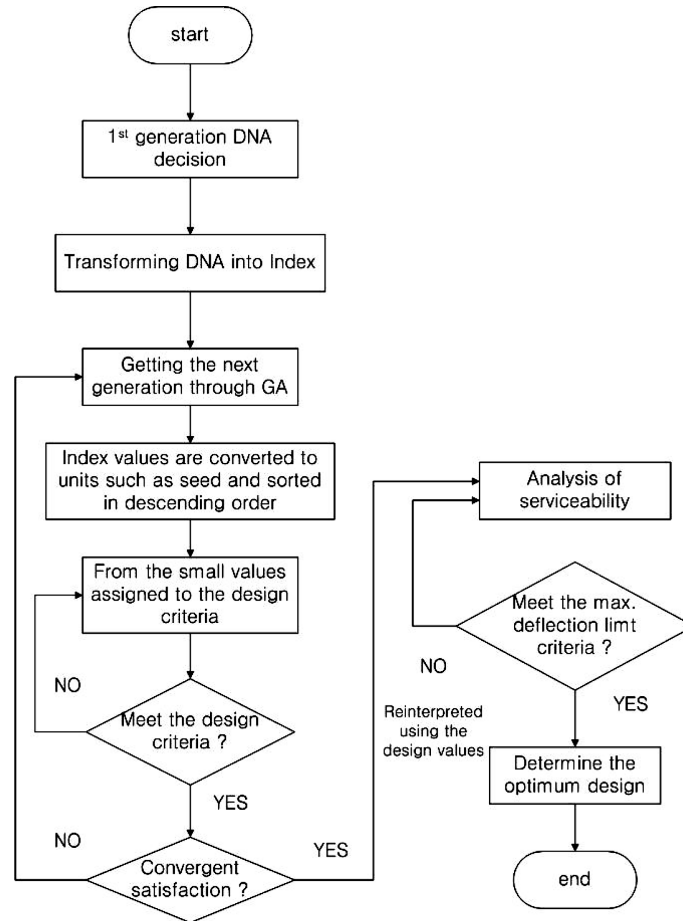 start
1st generation DNA
decision
Transforming DNA into Index
Getting the next
generation through GA
Index values are converted to
units such as seed and sorted
in descending order
From the small values
assigned to the design
criteria
NO
Meet the design
criteria ?
YES
NO
Convergent
satisfaction ?
YES
Analysis of
serviceability
Meet the max.
deflection limt
criteria ?
NO
YES
Reinterpreted
using the
design values
Determine the
optimum design
end